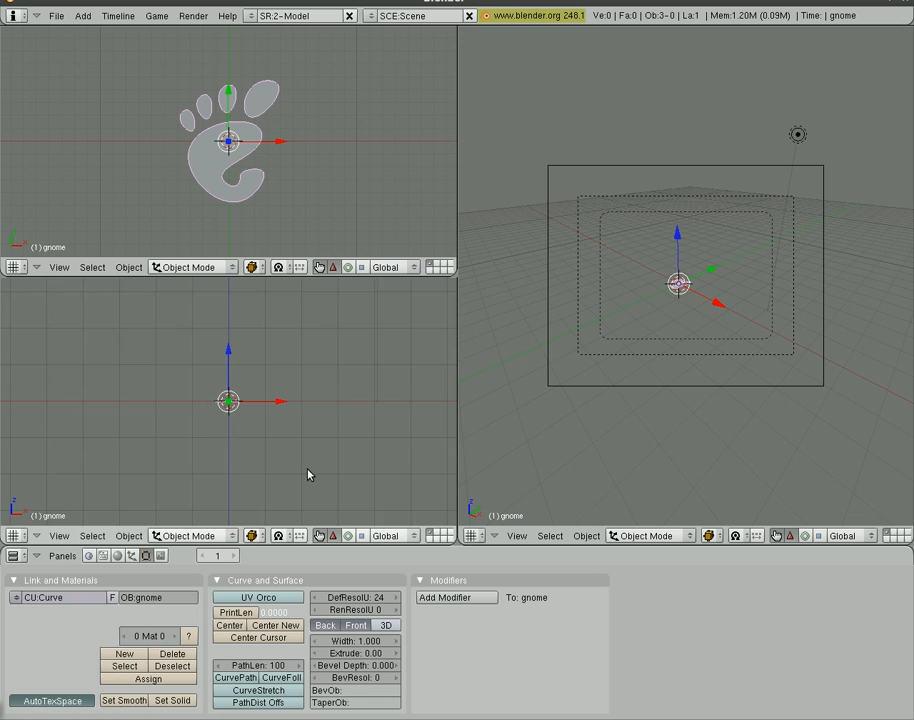 Blender
File Add Timeline Game Render Help SR:2-Model SCE:Scene www.blender.org 248.1 Ve:0 | Fa:0 | Ob:3-0 | La:1 | Mem:1.20M (0.09M) | Time: | gnome
x
(1) gnome
View Select Object Object Mode Global
z
x
(1) gnome
z
(1) gnome
View Select Object Object Mode Global
View Select Object Object Mode Global
Panels 1
Link and Materials
CU:Curve F OB:gnome
0 Mat 0 ?
New Delete
Select Deselect
Assign
AutoTexSpace Set Smooth Set Solid
Curve and Surface
UV Orco
PrintLen 0.0000
Center Center New
Center Cursor
PathLen: 100
CurvePath CurveFoll
CurveStretch
PathDist Offs
DefResolU: 24
RenResolU 0
Back Front 3D
Width: 1.000
Extrude: 0.00
Bevel Depth: 0.000
BevResol: 0
BevOb:
TaperOb:
Modifiers
Add Modifier To: gnome